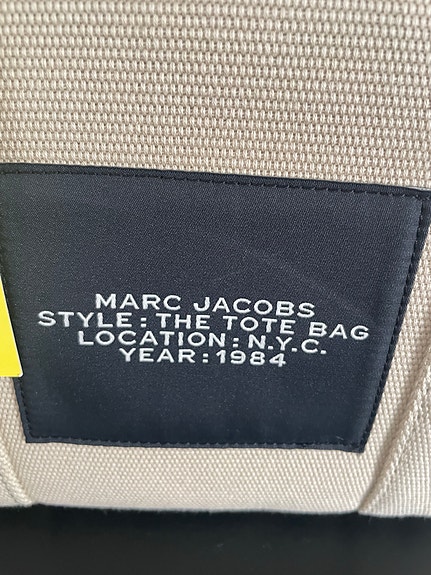 MARC JACOBS
STYLE: THE TOTE BAG
LOCATION: N.Y.C.
YEAR: 1984